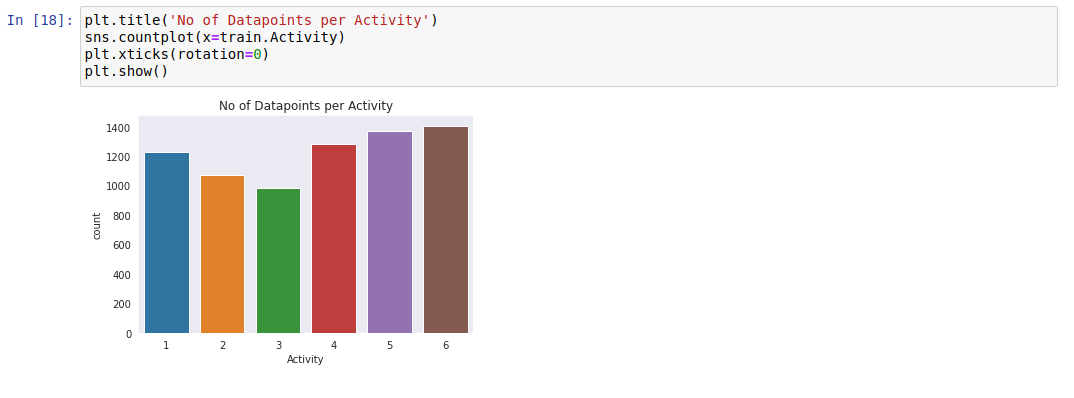 In [18]: plt.title('No of Datapoints per Activity')
sns.countplot(x=train.Activity)
plt.xticks(rotation=0)
plt.show()
No of Datapoints per Activity
1400
1200
1000
800
600
400
200
0
count
1 2 3 4 5 6
Activity